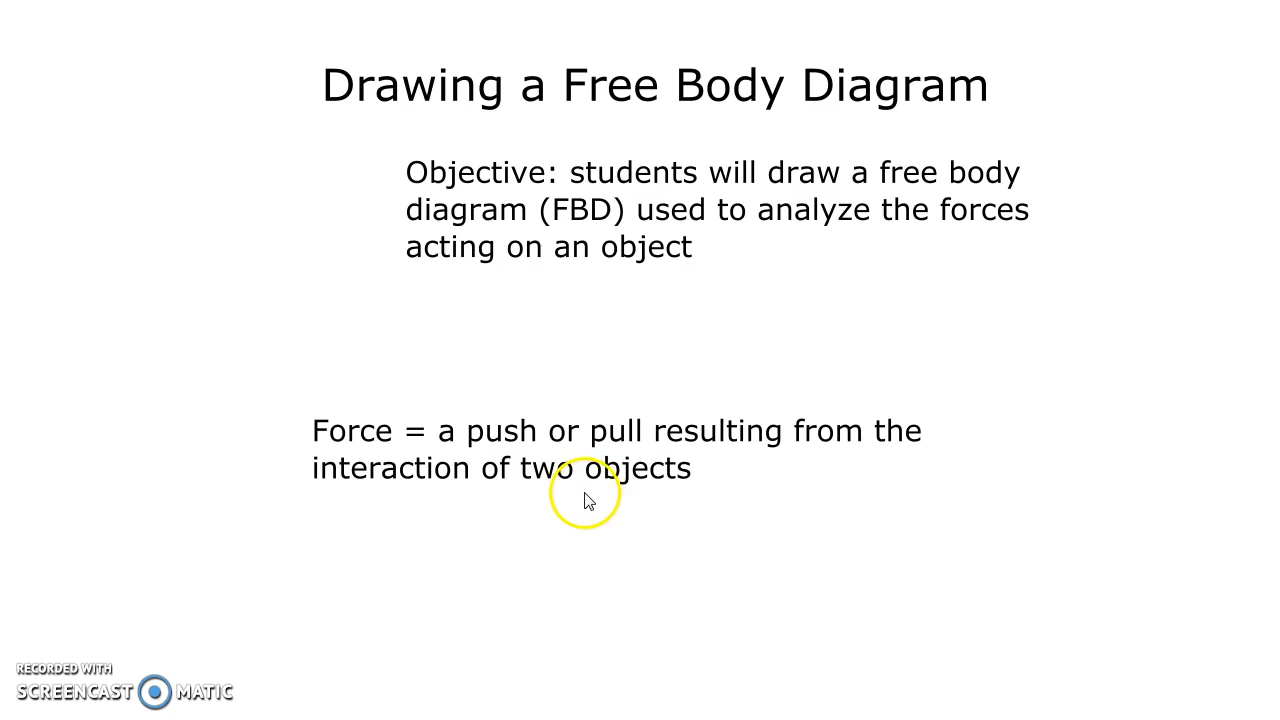 Drawing a Free Body Diagram
Objective: students will draw a free body
diagram (FBD) used to analyze the forces
acting on an object
Force = a push or pull resulting from the
interaction of two objects
RECORDED WITH
SCREENCAST MATIC